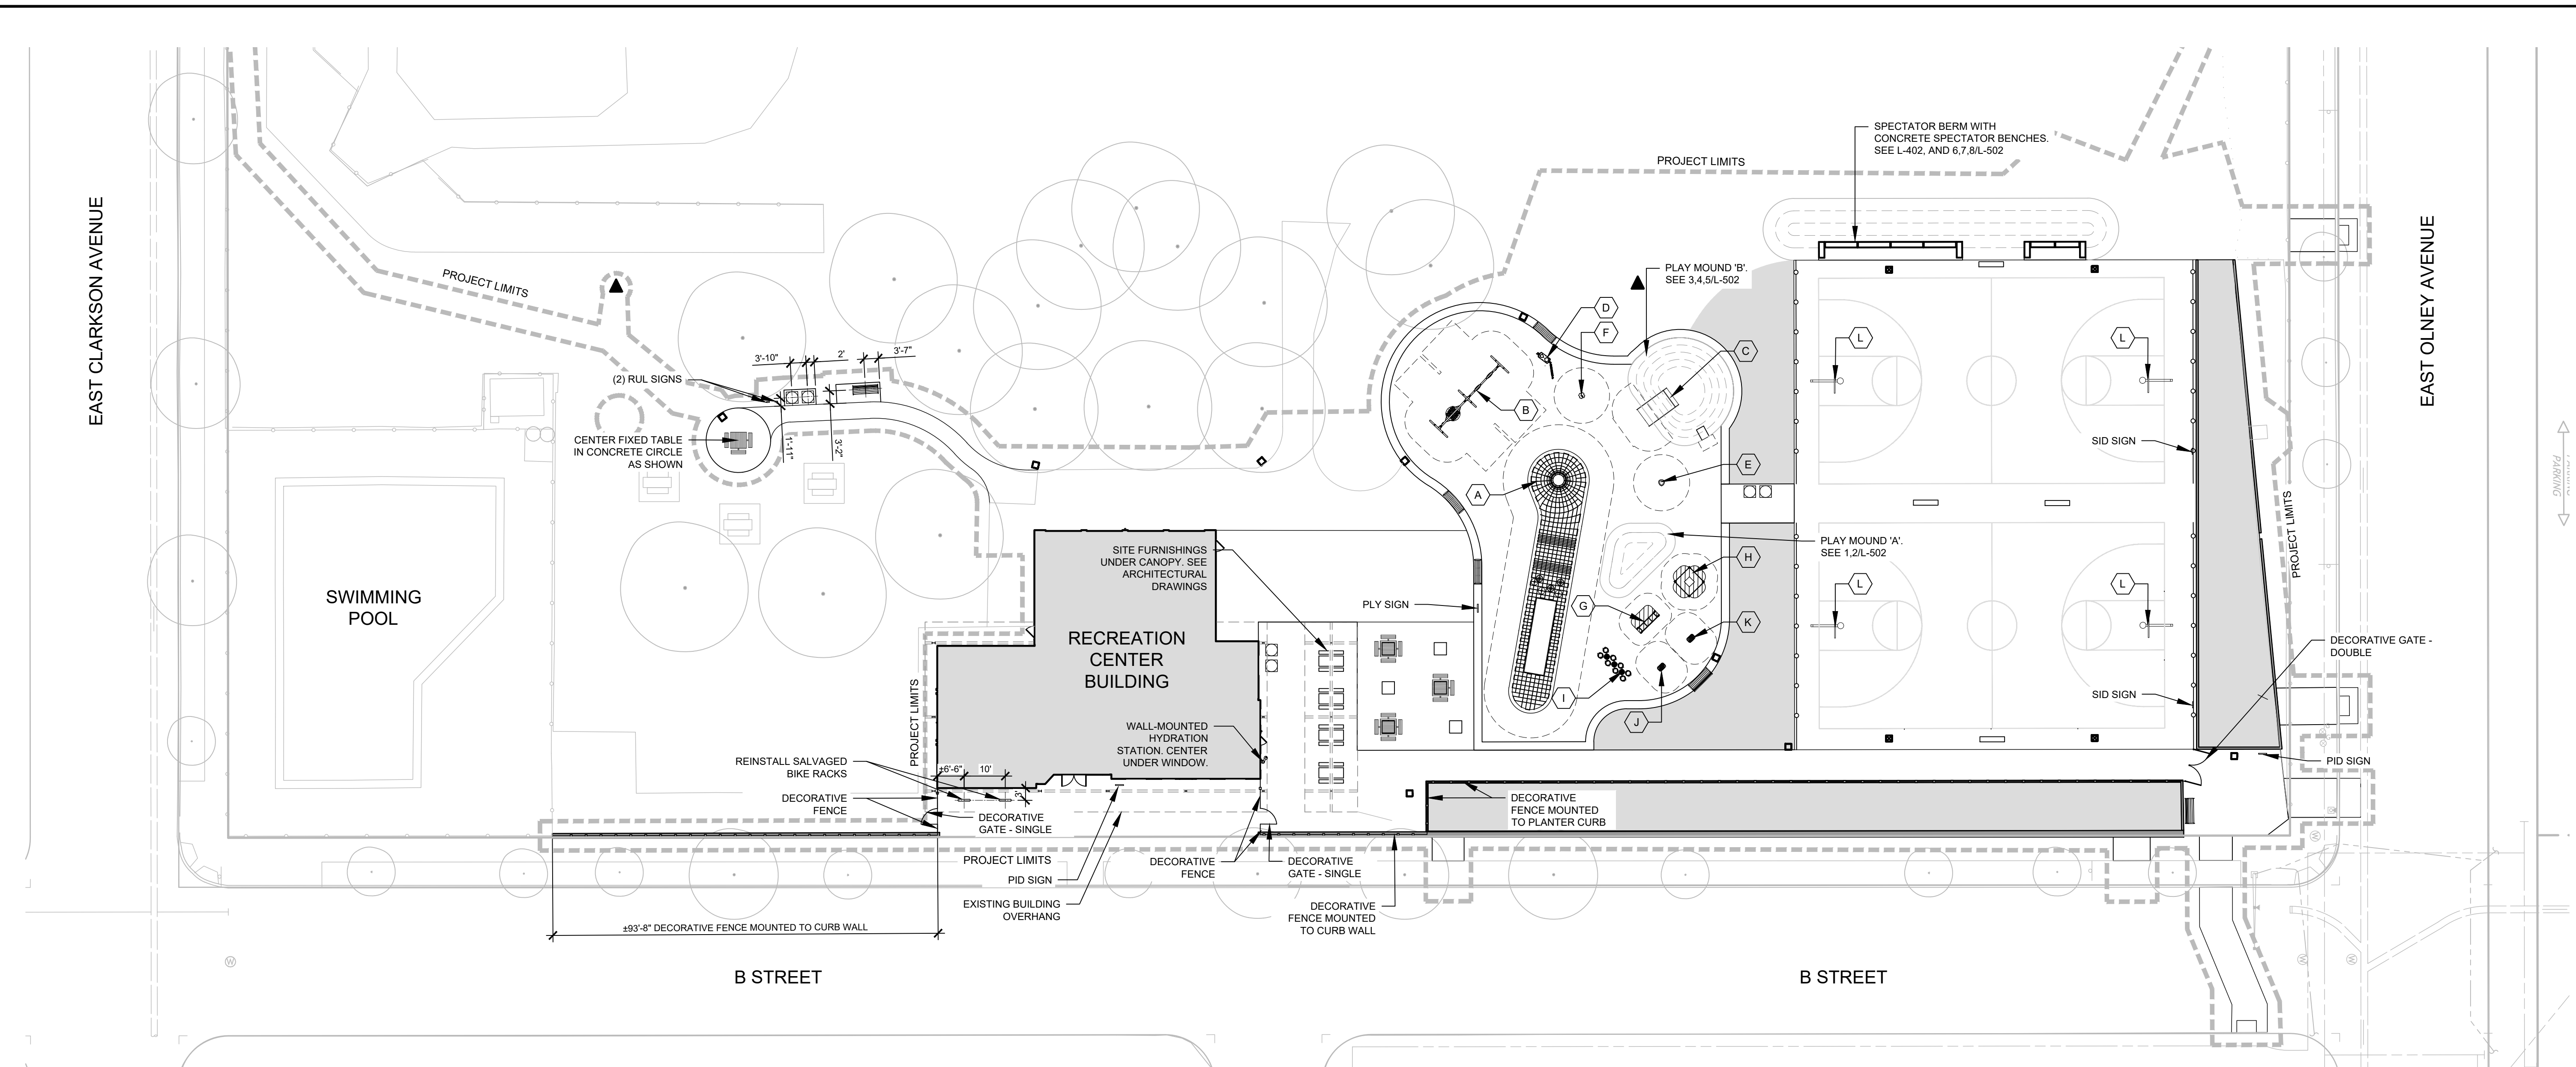 SPECTATOR BERM WITH
CONCRETE SPECTATOR BENCHES.
SEE L-402, AND 6,7,8/L-502
PROJECT LIMITS
EAST CLARKSON AVENUE
EAST OLNEY AVENUE
PROJECT LIMITS
PLAY MOUND 'B'.
SEE 3,4,5/L-502
D
F
C
B
L
L
3'-10"
2'
3'-7"
(2) RUL SIGNS
CENTER FIXED TABLE
IN CONCRETE CIRCLE
AS SHOWN
1'-11"
3'-2"
SID SIGN
E
A
PARKING
PROJECT LIMITS
PLAY MOUND 'A'.
SEE 1,2/L-502
SITE FURNISHINGS
UNDER CANOPY. SEE
ARCHITECTURAL
DRAWINGS
H
L
L
SWIMMING
POOL
PLY SIGN
G
K
RECREATION
CENTER
BUILDING
DECORATIVE GATE -
DOUBLE
PROJECT LIMITS
SID SIGN
I
J
WALL-MOUNTED
HYDRATION
STATION. CENTER
UNDER WINDOW.
REINSTALL SALVAGED
BIKE RACKS
±6'-6"
10'
3'
PID SIGN
DECORATIVE
FENCE
DECORATIVE
GATE - SINGLE
DECORATIVE
FENCE MOUNTED
TO PLANTER CURB
PROJECT LIMITS
PID SIGN
DECORATIVE
FENCE
DECORATIVE
GATE - SINGLE
EXISTING BUILDING
OVERHANG
DECORATIVE
FENCE MOUNTED
TO CURB WALL
±93'-8" DECORATIVE FENCE MOUNTED TO CURB WALL
W
W
W
W
B STREET
B STREET